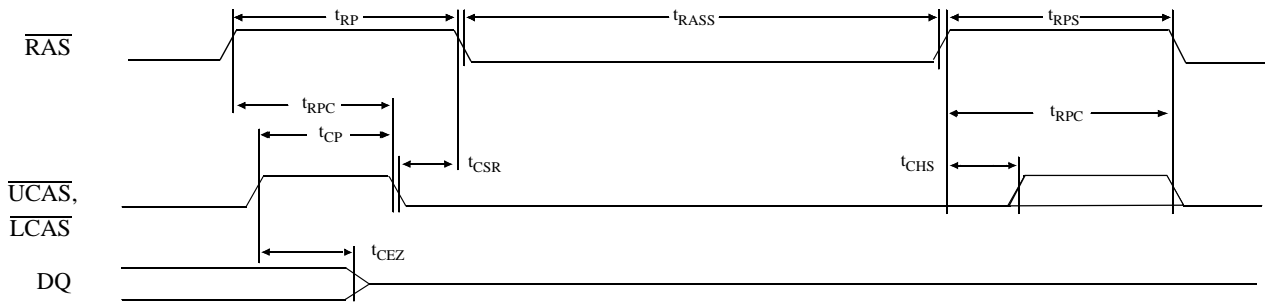 tRP
tRASS
tRPS
RAS
tRPC
tRPC
tCP
tCSR
tCHS
UCAS,
LCAS
tCEZ
DQ